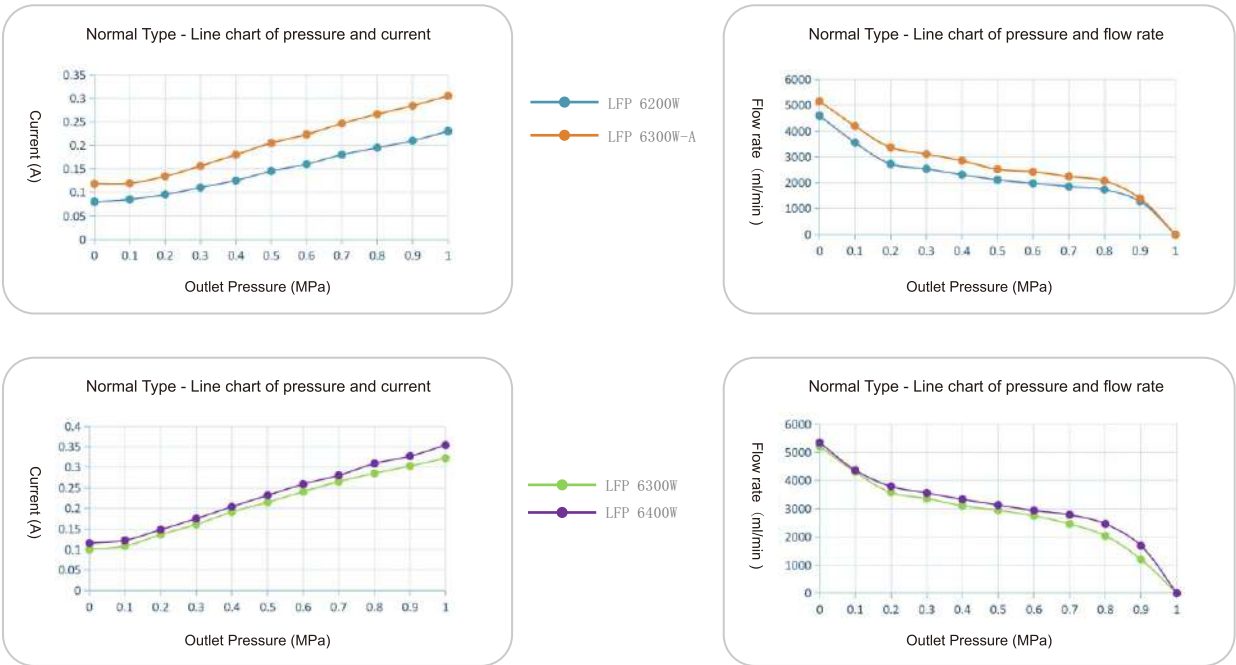 Normal Type - Line chart of pressure and current
Current (A)
0.35
0.3
0.25
0.2
0.15
0.1
0.05
0
0 0.1 0.2 0.3 0.4 0.5 0.6 0.7 0.8 0.9 1
Outlet Pressure (MPa)
LFP 6200W
LFP 6300W-A
Normal Type - Line chart of pressure and flow rate
Flow rate (ml/min )
6000
5000
4000
3000
2000
1000
0
0 0.1 0.2 0.3 0.4 0.5 0.6 0.7 0.8 0.9 1
Outlet Pressure (MPa)
Normal Type - Line chart of pressure and current
Current (A)
0.4
0.35
0.3
0.25
0.2
0.15
0.1
0.05
0
0 0.1 0.2 0.3 0.4 0.5 0.6 0.7 0.8 0.9 1
Outlet Pressure (MPa)
LFP 6300W
LFP 6400W
Normal Type - Line chart of pressure and flow rate
Flow rate (ml/min )
6000
5000
4000
3000
2000
1000
0
0 0.1 0.2 0.3 0.4 0.5 0.6 0.7 0.8 0.9 1
Outlet Pressure (MPa)